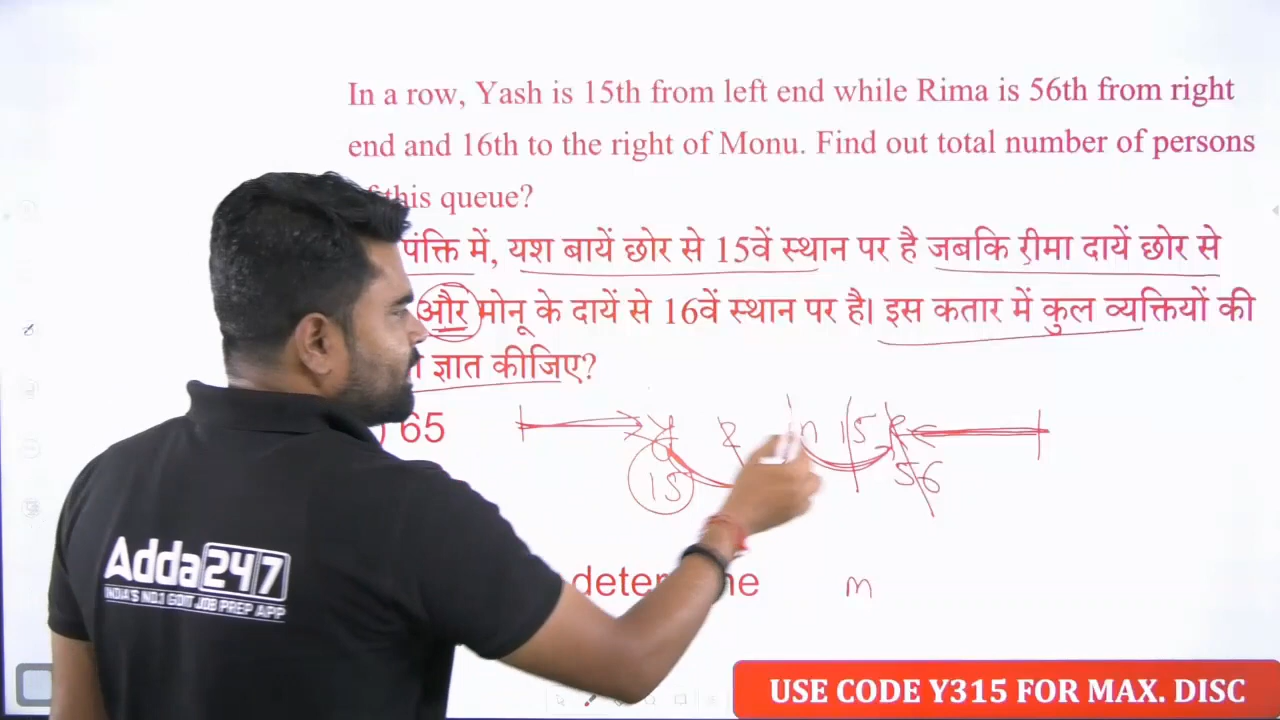 In a row, Yash is 15th from left end while Rima is 56th from right
end and 16th to the right of Monu. Find out total number of persons
this queue?
पंक्ति में, यश बायें छोर से 15वें स्थान पर है जबकि रीमा दायें छोर से
और मोनू के दायें से 16वें स्थान पर है। इस कतार में कुल व्यक्तियों की
ज्ञात कीजिए?
) 65
15
15
56
m
Adda247
INDIA'S NO.1 GOVT JOB PREP APP
USE CODE Y315 FOR MAX. DISC